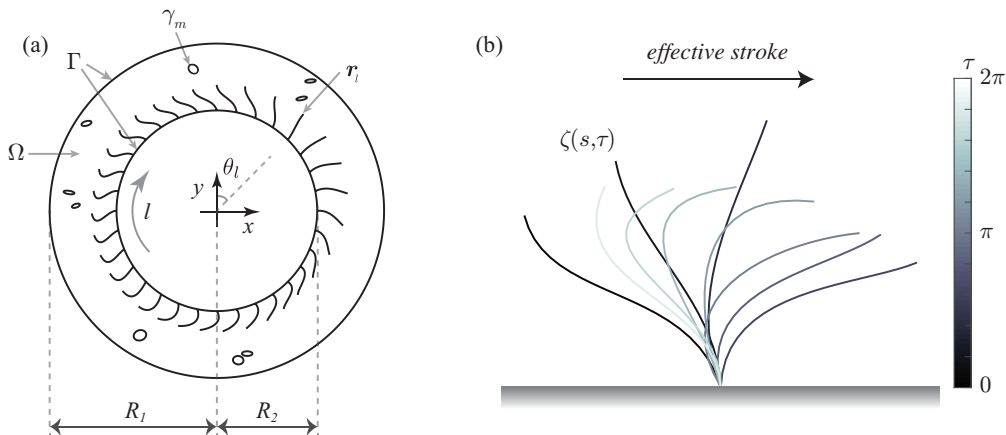 (a)
γₘ
Γ
𝒓ₗ
Ω
θₗ
y
l
x
R₁
R₂
(b)
effective stroke
ζ(s,τ)
τ
2π
π
0